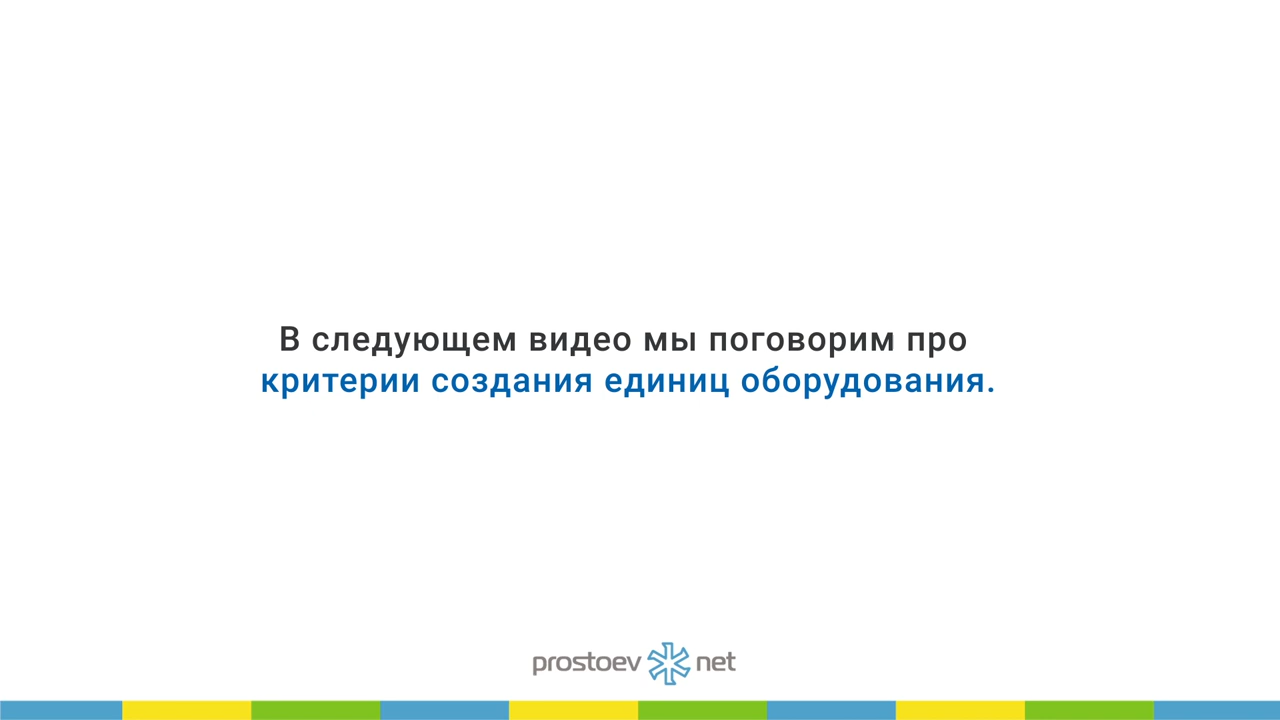 В следующем видео мы поговорим про
критерии создания единиц оборудования.
prostoev net